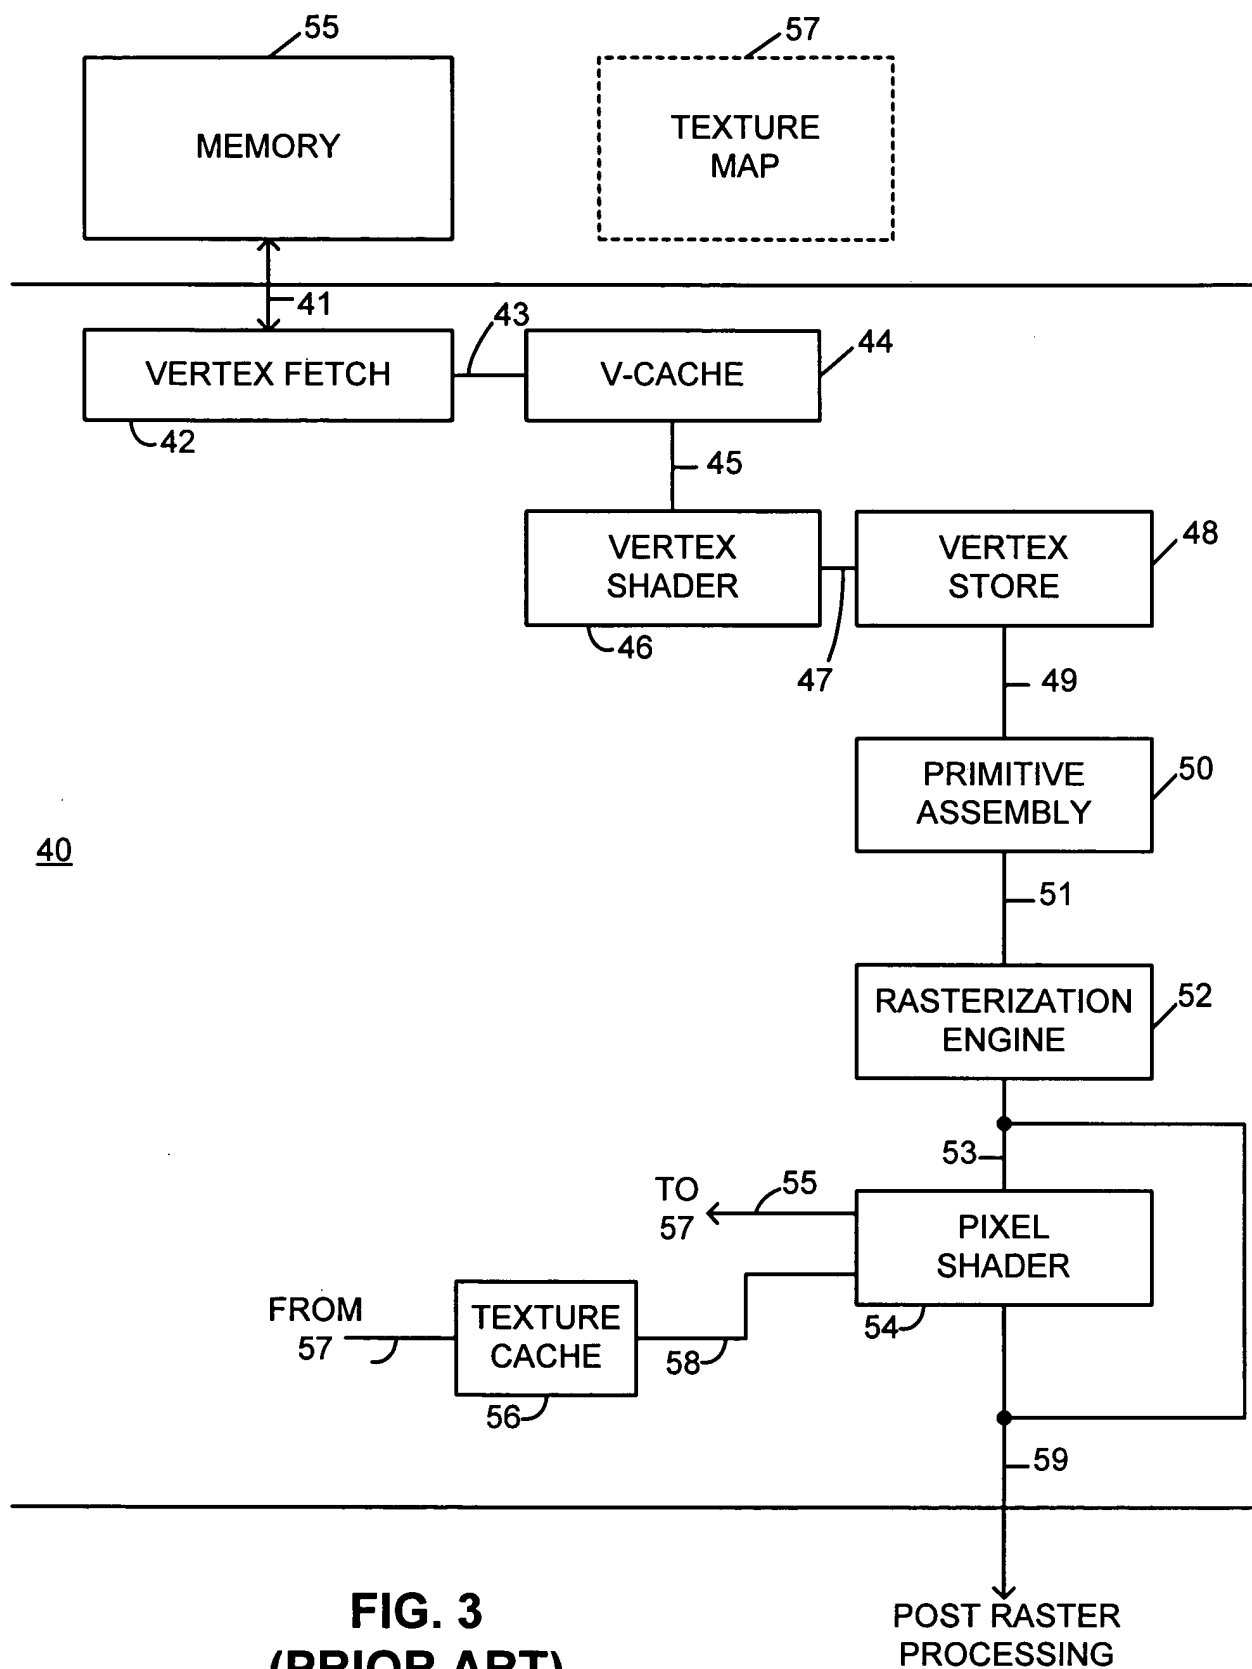 55
57
MEMORY
TEXTURE
MAP
41
43
VERTEX FETCH
V-CACHE
44
42
45
VERTEX
SHADER
VERTEX
STORE
48
46
47
49
PRIMITIVE
ASSEMBLY
50
40
51
RASTERIZATION
ENGINE
52
53
TO
57
55
PIXEL
SHADER
54
FROM
57
TEXTURE
CACHE
58
56
59
FIG. 3
(PRIOR ART)
POST RASTER
PROCESSING